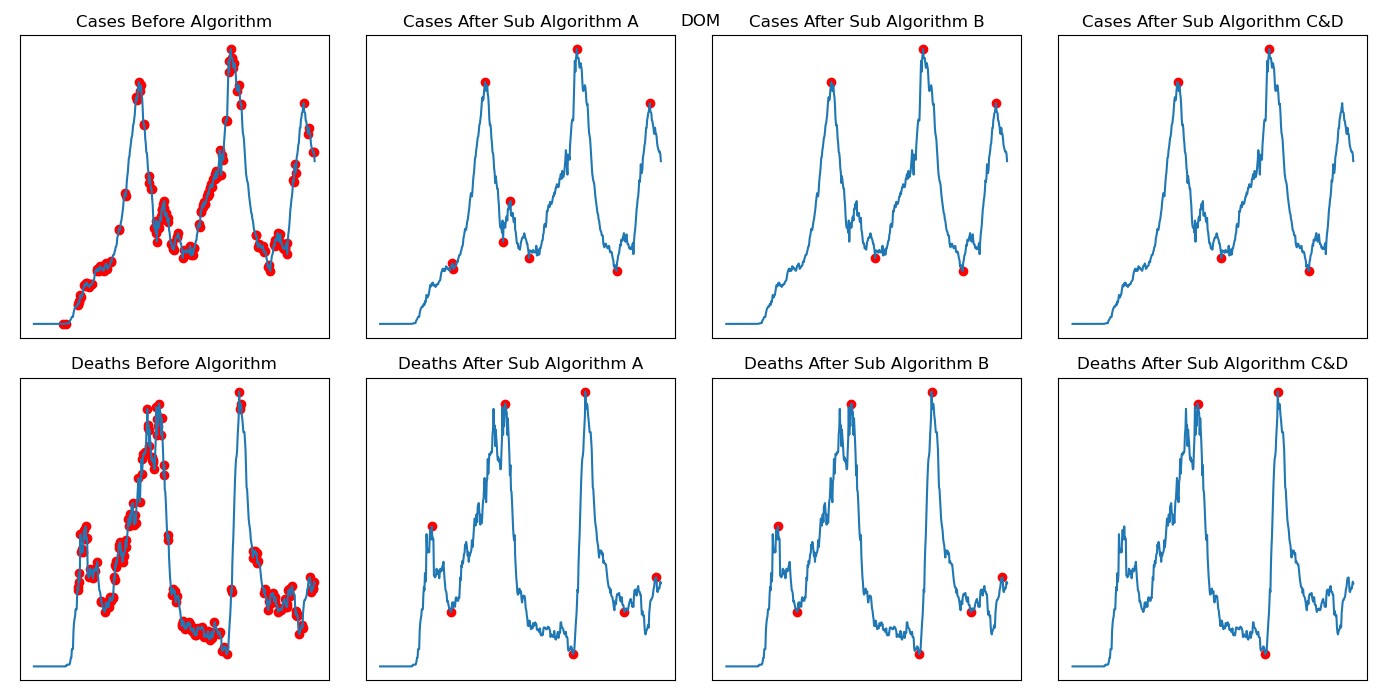 DOM
Cases Before Algorithm
Cases After Sub Algorithm A
Cases After Sub Algorithm B
Cases After Sub Algorithm C&D
Deaths Before Algorithm
Deaths After Sub Algorithm A
Deaths After Sub Algorithm B
Deaths After Sub Algorithm C&D